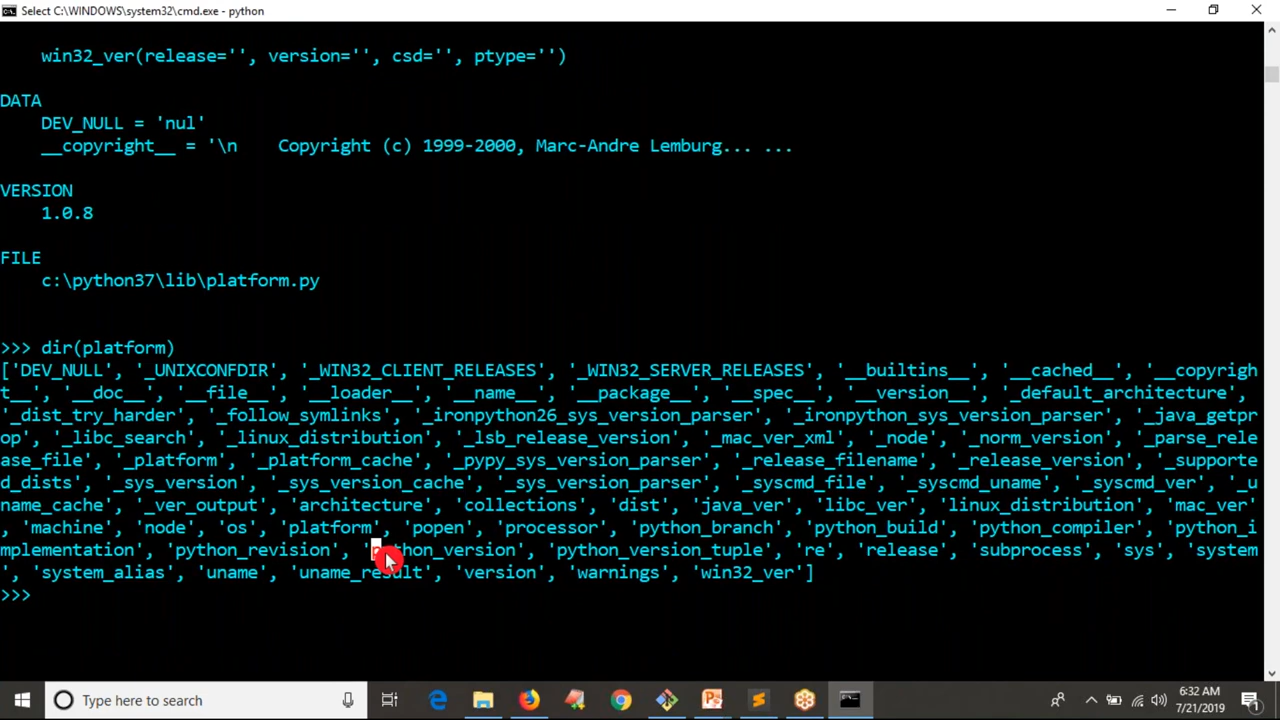 Select C:\WINDOWS\system32\cmd.exe - python
win32_ver(release='', version='', csd='', ptype='')
DATA
DEV_NULL = 'nul'
__copyright__ = '\n    Copyright (c) 1999-2000, Marc-Andre Lemburg... ...
VERSION
1.0.8
FILE
c:\python37\lib\platform.py
>>> dir(platform)
['DEV_NULL', '_UNIXCONFDIR', '_WIN32_CLIENT_RELEASES', '_WIN32_SERVER_RELEASES', '__builtins__', '__cached__', '__copyrigh
t__', '__doc__', '__file__', '__loader__', '__name__', '__package__', '__spec__', '__version__', '_default_architecture',
'_dist_try_harder', '_follow_symlinks', '_ironpython26_sys_version_parser', '_ironpython_sys_version_parser', '_java_getpr
op', '_libc_search', '_linux_distribution', '_lsb_release_version', '_mac_ver_xml', '_node', '_norm_version', '_parse_rele
ase_file', '_platform', '_platform_cache', '_pypy_sys_version_parser', '_release_filename', '_release_version', '_supporte
d_dists', '_sys_version', '_sys_version_cache', '_sys_version_parser', '_syscmd_file', '_syscmd_uname', '_syscmd_ver', '_u
name_cache', '_ver_output', 'architecture', 'collections', 'dist', 'java_ver', 'libc_ver', 'linux_distribution', 'mac_ver'
, 'machine', 'node', 'os', 'platform', 'popen', 'processor', 'python_branch', 'python_build', 'python_compiler', 'python_i
mplementation', 'python_revision', 'python_version', 'python_version_tuple', 're', 'release', 'subprocess', 'sys', 'system'
, 'system_alias', 'uname', 'uname_result', 'version', 'warnings', 'win32_ver']
>>>
Type here to search
6:32 AM
7/21/2019